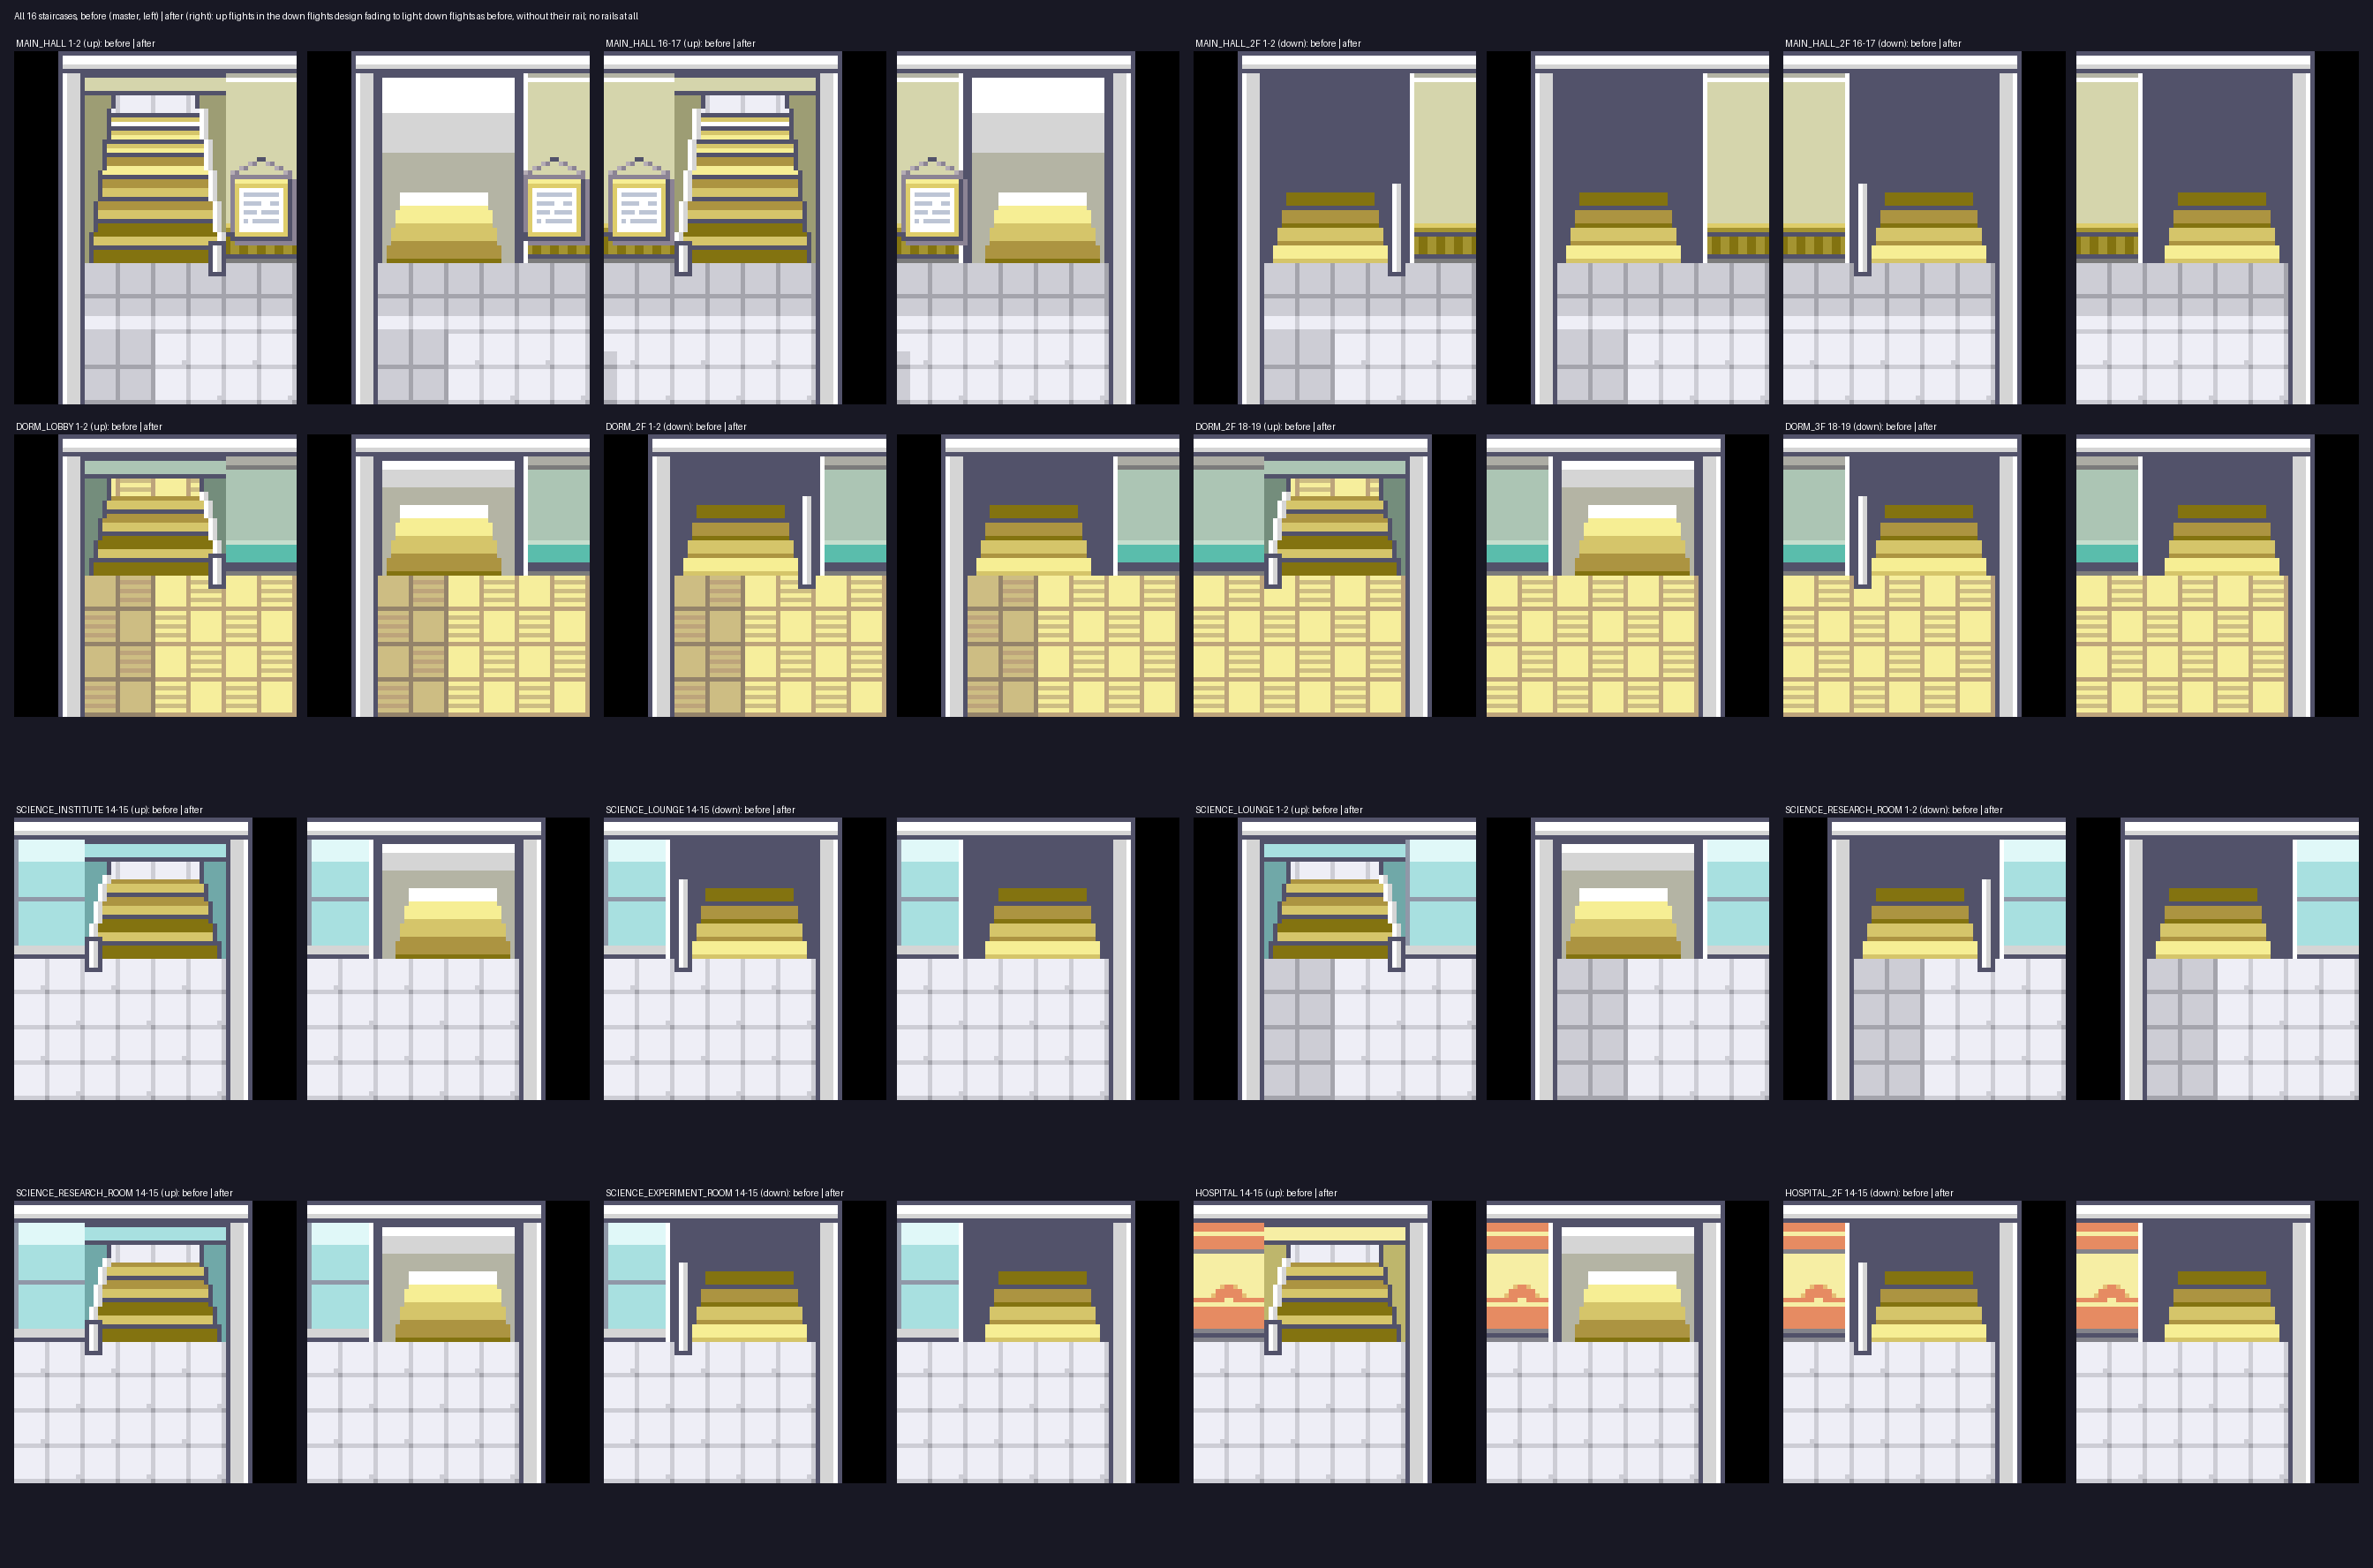 All 16 staircases, before (master, left) | after (right): up flights in the down flights design fading to light; down flights as before, without their rail; no rails at all
MAIN_HALL 1-2 (up): before | after
MAIN_HALL 16-17 (up): before | after
MAIN_HALL_2F 1-2 (down): before | after
MAIN_HALL_2F 16-17 (down): before | after
DORM_LOBBY 1-2 (up): before | after
DORM_2F 1-2 (down): before | after
DORM_2F 18-19 (up): before | after
DORM_3F 18-19 (down): before | after
SCIENCE_INSTITUTE 14-15 (up): before | after
SCIENCE_LOUNGE 14-15 (down): before | after
SCIENCE_LOUNGE 1-2 (up): before | after
SCIENCE_RESEARCH_ROOM 1-2 (down): before | after
SCIENCE_RESEARCH_ROOM 14-15 (up): before | after
SCIENCE_EXPERIMENT_ROOM 14-15 (down): before | after
HOSPITAL 14-15 (up): before | after
HOSPITAL_2F 14-15 (down): before | after